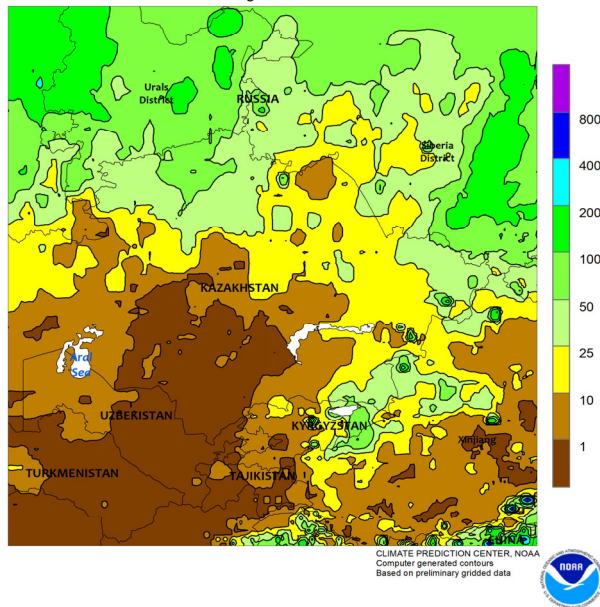 Urals
District
RUSSIA
Siberia
District
KAZAKHSTAN
Aral
Sea
UZBEKISTAN
KYRGYZSTAN
Xinjiang
TURKMENISTAN
TAJIKISTAN
CHINA
800
400
200
100
50
25
10
1
CLIMATE PREDICTION CENTER, NOAA
Computer generated contours
Based on preliminary gridded data
NOAA